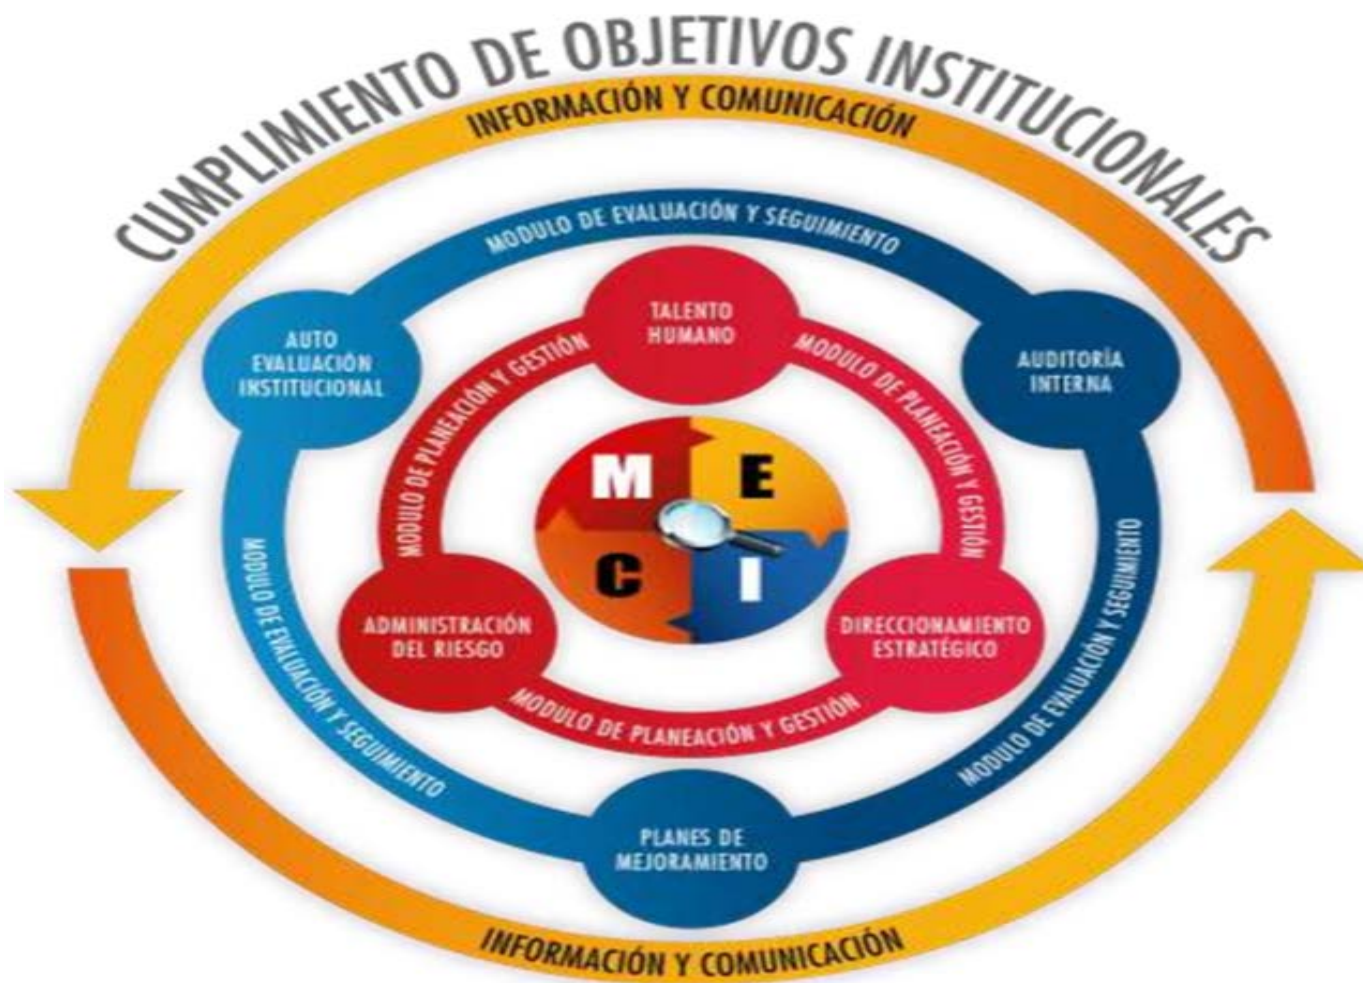 CUMPLIMIENTO DE OBJETIVOS INSTITUCIONALES
INFORMACIÓN Y COMUNICACIÓN
MODULO DE EVALUACIÓN Y SEGUIMIENTO
AUTO
EVALUACIÓN
INSTITUCIONAL
TALENTO
HUMANO
AUDITORÍA
INTERNA
MODULO DE PLANEACIÓN Y GESTIÓN
MODULO DE PLANEACIÓN Y GESTIÓN
M E
C I
MODULO DE EVALUACIÓN Y SEGUIMIENTO
MODULO DE EVALUACIÓN Y SEGUIMIENTO
ADMINISTRACIÓN
DEL RIESGO
DIRECCIONAMIENTO
ESTRATÉGICO
MODULO DE PLANEACIÓN Y GESTIÓN
PLANES DE
MEJORAMIENTO
INFORMACIÓN Y COMUNICACIÓN